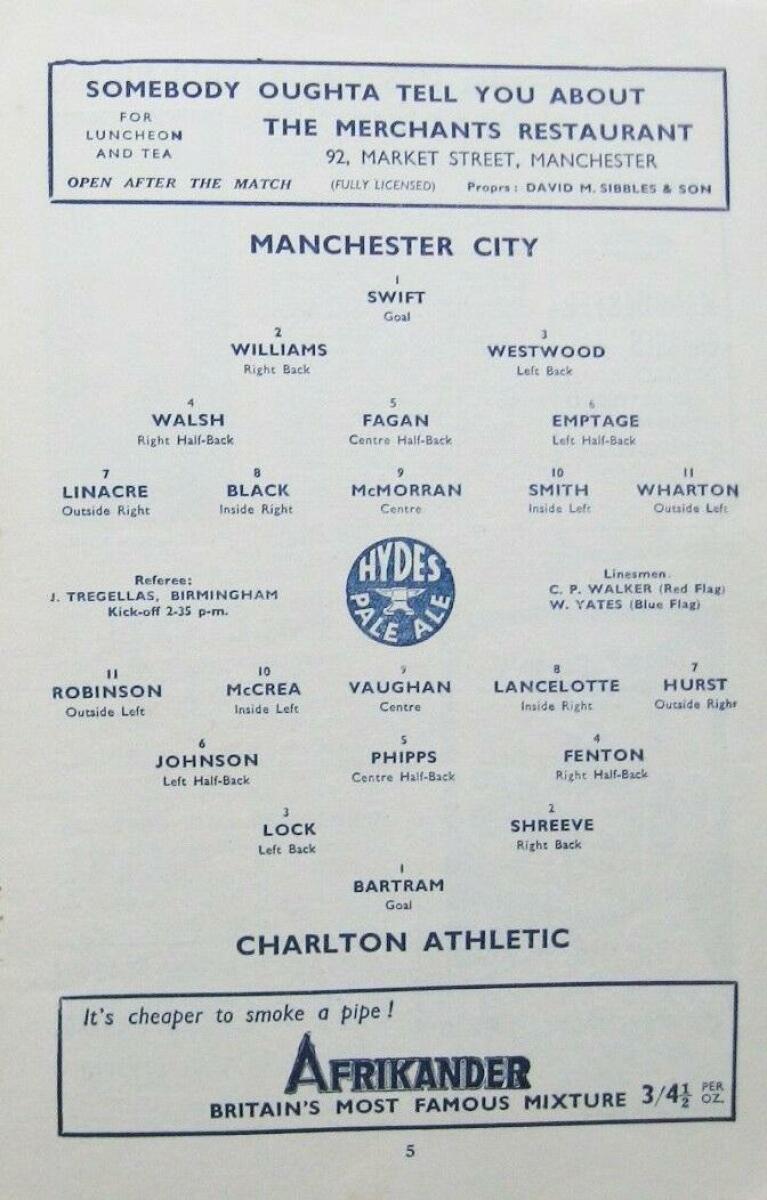 SOMEBODY OUGHTA TELL YOU ABOUT
FOR
LUNCHEON
AND TEA
THE MERCHANTS RESTAURANT
92, MARKET STREET, MANCHESTER
OPEN AFTER THE MATCH (FULLY LICENSED) Proprs: DAVID M. SIBBLES & SON
MANCHESTER CITY
1
SWIFT
Goal
2 3
WILLIAMS WESTWOOD
Right Back Left Back
4 5 6
WALSH FAGAN EMPTAGE
Right Half-Back Centre Half-Back Left Half-Back
7 8 9 10 11
LINACRE BLACK McMORRAN SMITH WHARTON
Outside Right Inside Right Centre Inside Left Outside Left
Referee:
J. TREGELLAS, BIRMINGHAM
Kick-off 2-35 p-m.
HYDES
PALE ALE
Linesmen.
C. P. WALKER (Red Flag)
W. YATES (Blue Flag)
11 10 9 8 7
ROBINSON McCREA VAUGHAN LANCELOTTE HURST
Outside Left Inside Left Centre Inside Right Outside Right
6 5 4
JOHNSON PHIPPS FENTON
Left Half-Back Centre Half-Back Right Half-Back
3 2
LOCK SHREEVE
Left Back Right Back
1
BARTRAM
Goal
CHARLTON ATHLETIC
It's cheaper to smoke a pipe!
AFRIKANDER
BRITAIN'S MOST FAMOUS MIXTURE 3/4½ PER OZ.
5